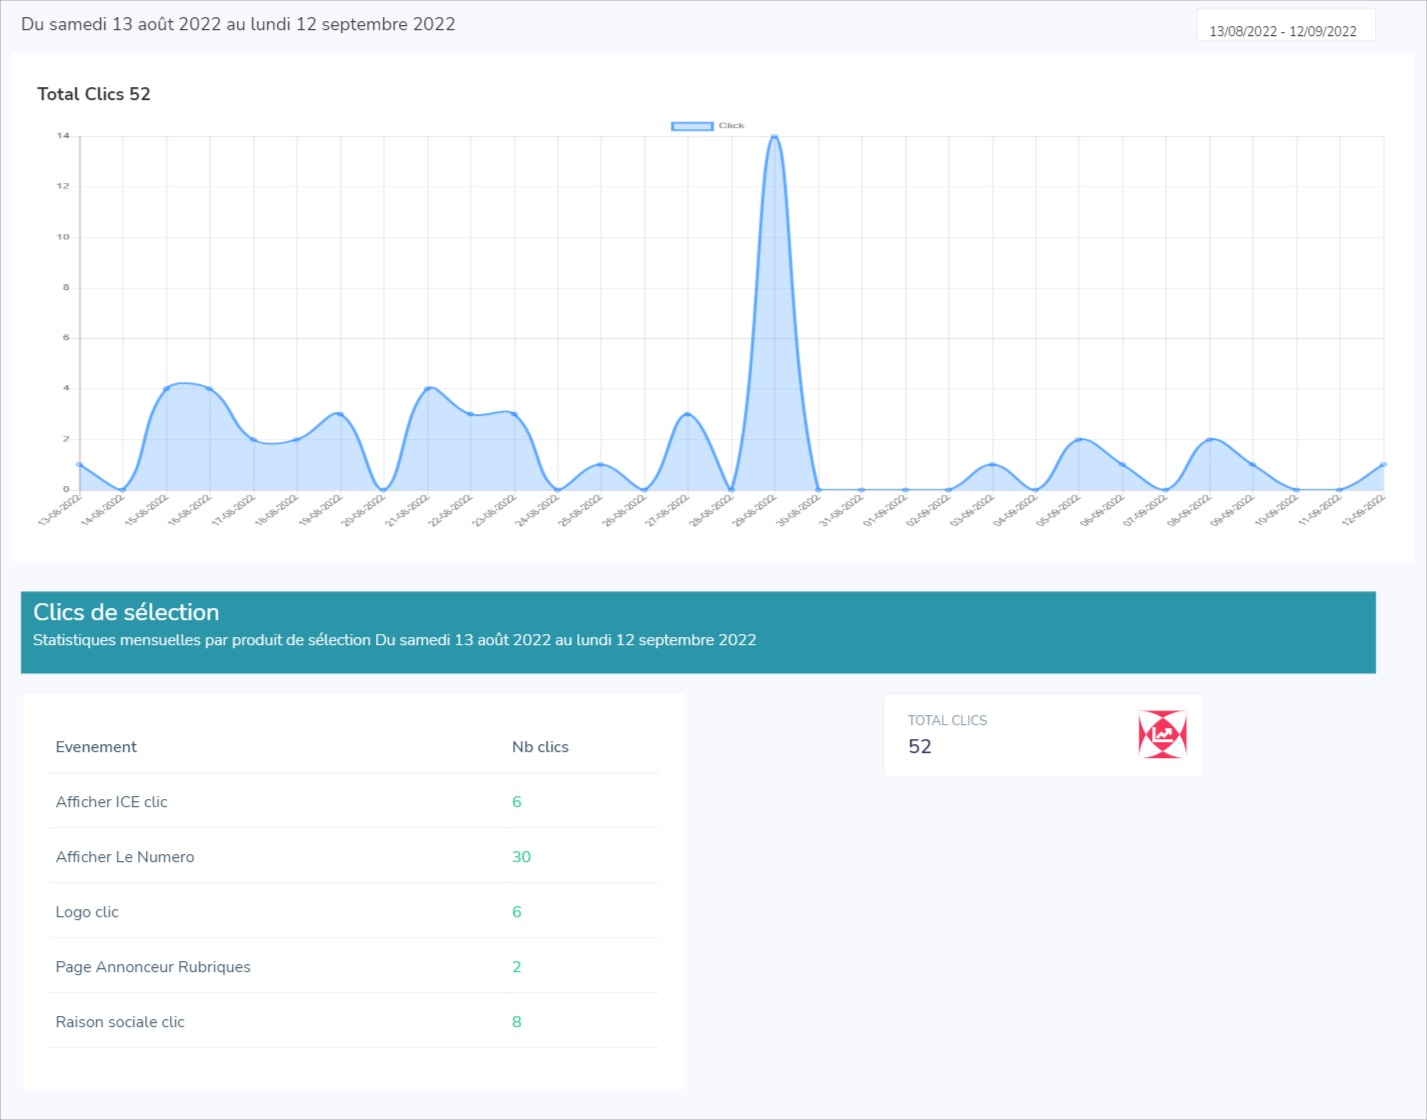 Du samedi 13 août 2022 au lundi 12 septembre 2022
13/08/2022 - 12/09/2022
Total Clics 52
Click
14
12
10
8
6
4
2
0
13-08-2022 14-08-2022 15-08-2022 16-08-2022 17-08-2022 18-08-2022 19-08-2022 20-08-2022 21-08-2022 22-08-2022 23-08-2022 24-08-2022 25-08-2022 26-08-2022 27-08-2022 28-08-2022 29-08-2022 30-08-2022 31-08-2022 01-09-2022 02-09-2022 03-09-2022 04-09-2022 05-09-2022 06-09-2022 07-09-2022 08-09-2022 09-09-2022 10-09-2022 11-09-2022 12-09-2022
Clics de sélection
Statistiques mensuelles par produit de sélection Du samedi 13 août 2022 au lundi 12 septembre 2022
Evenement Nb clics
Afficher ICE clic 6
Afficher Le Numero 30
Logo clic 6
Page Annonceur Rubriques 2
Raison sociale clic 8
TOTAL CLICS
52